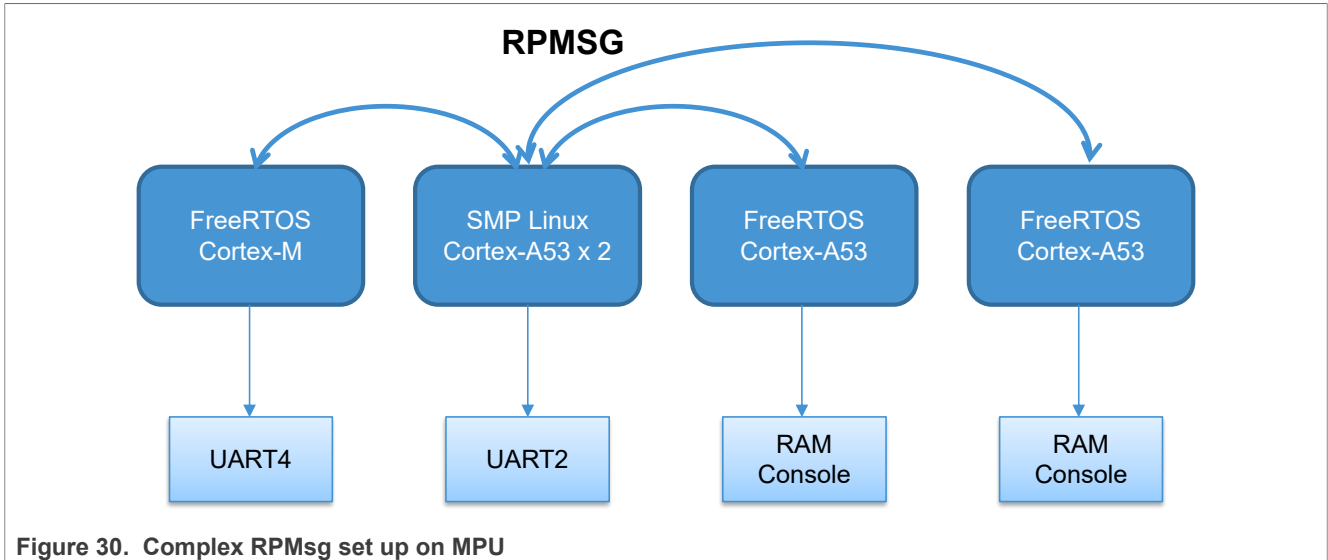 RPMSG
FreeRTOS
Cortex-M
SMP Linux
Cortex-A53 x 2
FreeRTOS
Cortex-A53
FreeRTOS
Cortex-A53
UART4
UART2
RAM
Console
RAM
Console
Figure 30. Complex RPMsg set up on MPU